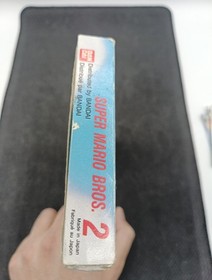 Distributed by BANDAI
Distribué par BANDAI
SUPER MARIO BROS. 2
Made in Japan
Fabriqué au Japon